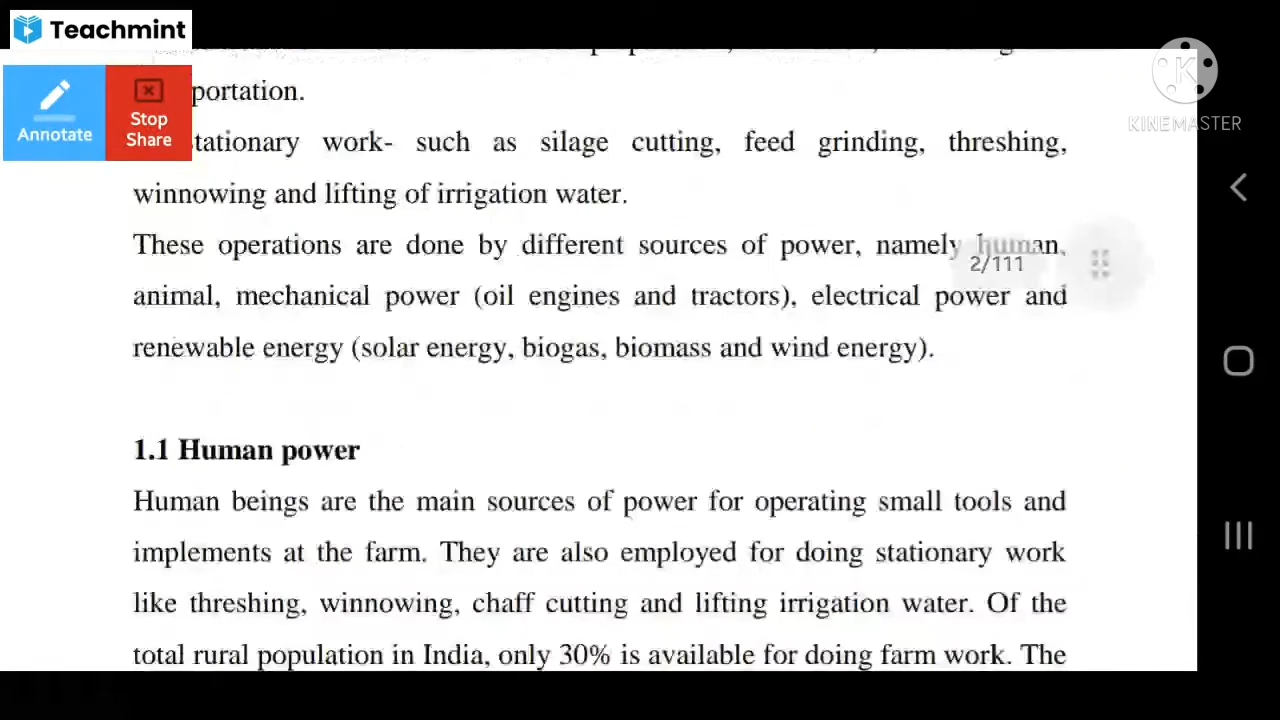 Teachmint
Annotate
Stop
Share
KINEMASTER
portation.
tationary work- such as silage cutting, feed grinding, threshing,
winnowing and lifting of irrigation water.
These operations are done by different sources of power, namely human,
2/111
animal, mechanical power (oil engines and tractors), electrical power and
renewable energy (solar energy, biogas, biomass and wind energy).
1.1 Human power
Human beings are the main sources of power for operating small tools and
implements at the farm. They are also employed for doing stationary work
like threshing, winnowing, chaff cutting and lifting irrigation water. Of the
total rural population in India, only 30% is available for doing farm work. The